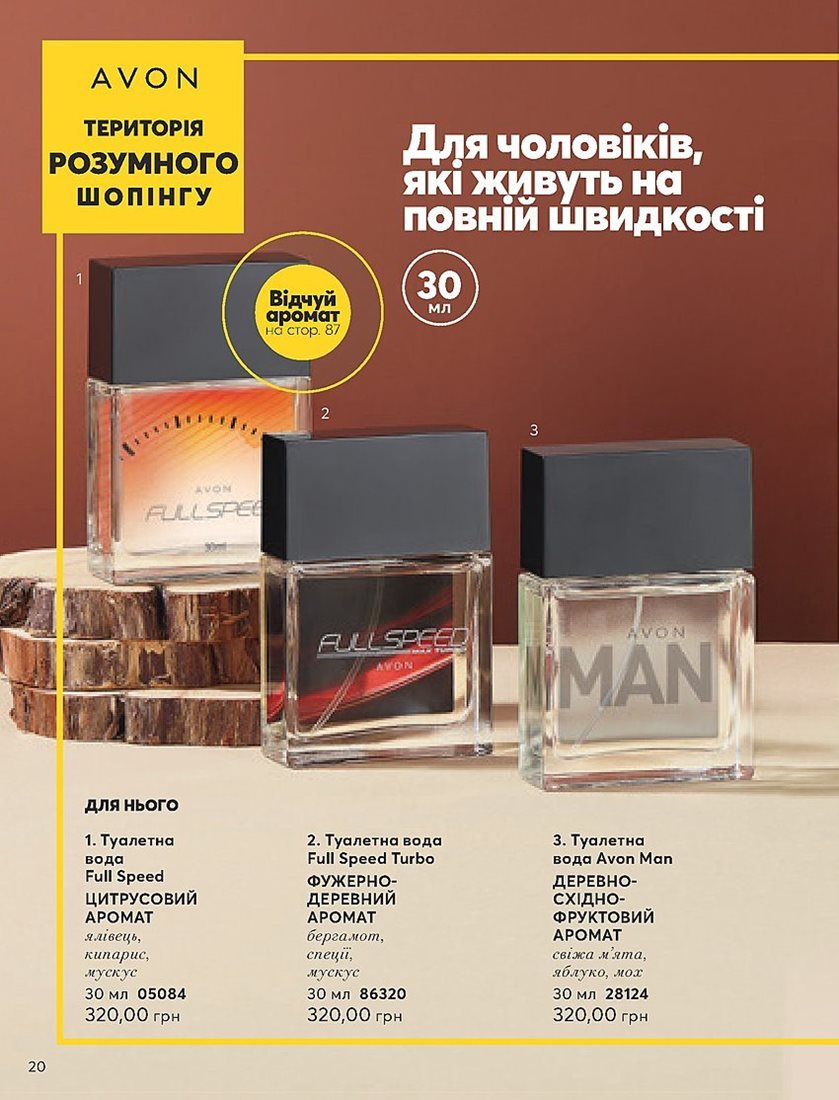 AVON
ТЕРИТОРІЯ
РОЗУМНОГО
ШОПІНГУ
Для чоловіків,
які живуть на
повній швидкості
30
МЛ
1
Відчуй
аромат
на стор. 87
2
3
AVON
FULL SPEE
30ml
FULL SPEED
MAX TURBO
AVON
AVON
MAN
ДЛЯ НЬОГО
1. Туалетна
вода
Full Speed
ЦИТРУСОВИЙ
АРОМАТ
ялівець,
кипарис,
мускус
30 мл 05084
320,00 грн
2. Туалетна вода
Full Speed Turbo
ФУЖЕРНО-
ДЕРЕВНИЙ
АРОМАТ
бергамот,
спеції,
мускус
30 мл 86320
320,00 грн
3. Туалетна
вода Avon Man
ДЕРЕВНО-
СХІДНО-
ФРУКТОВИЙ
АРОМАТ
свіжа м’ята,
яблуко, мох
30 мл 28124
320,00 грн
20